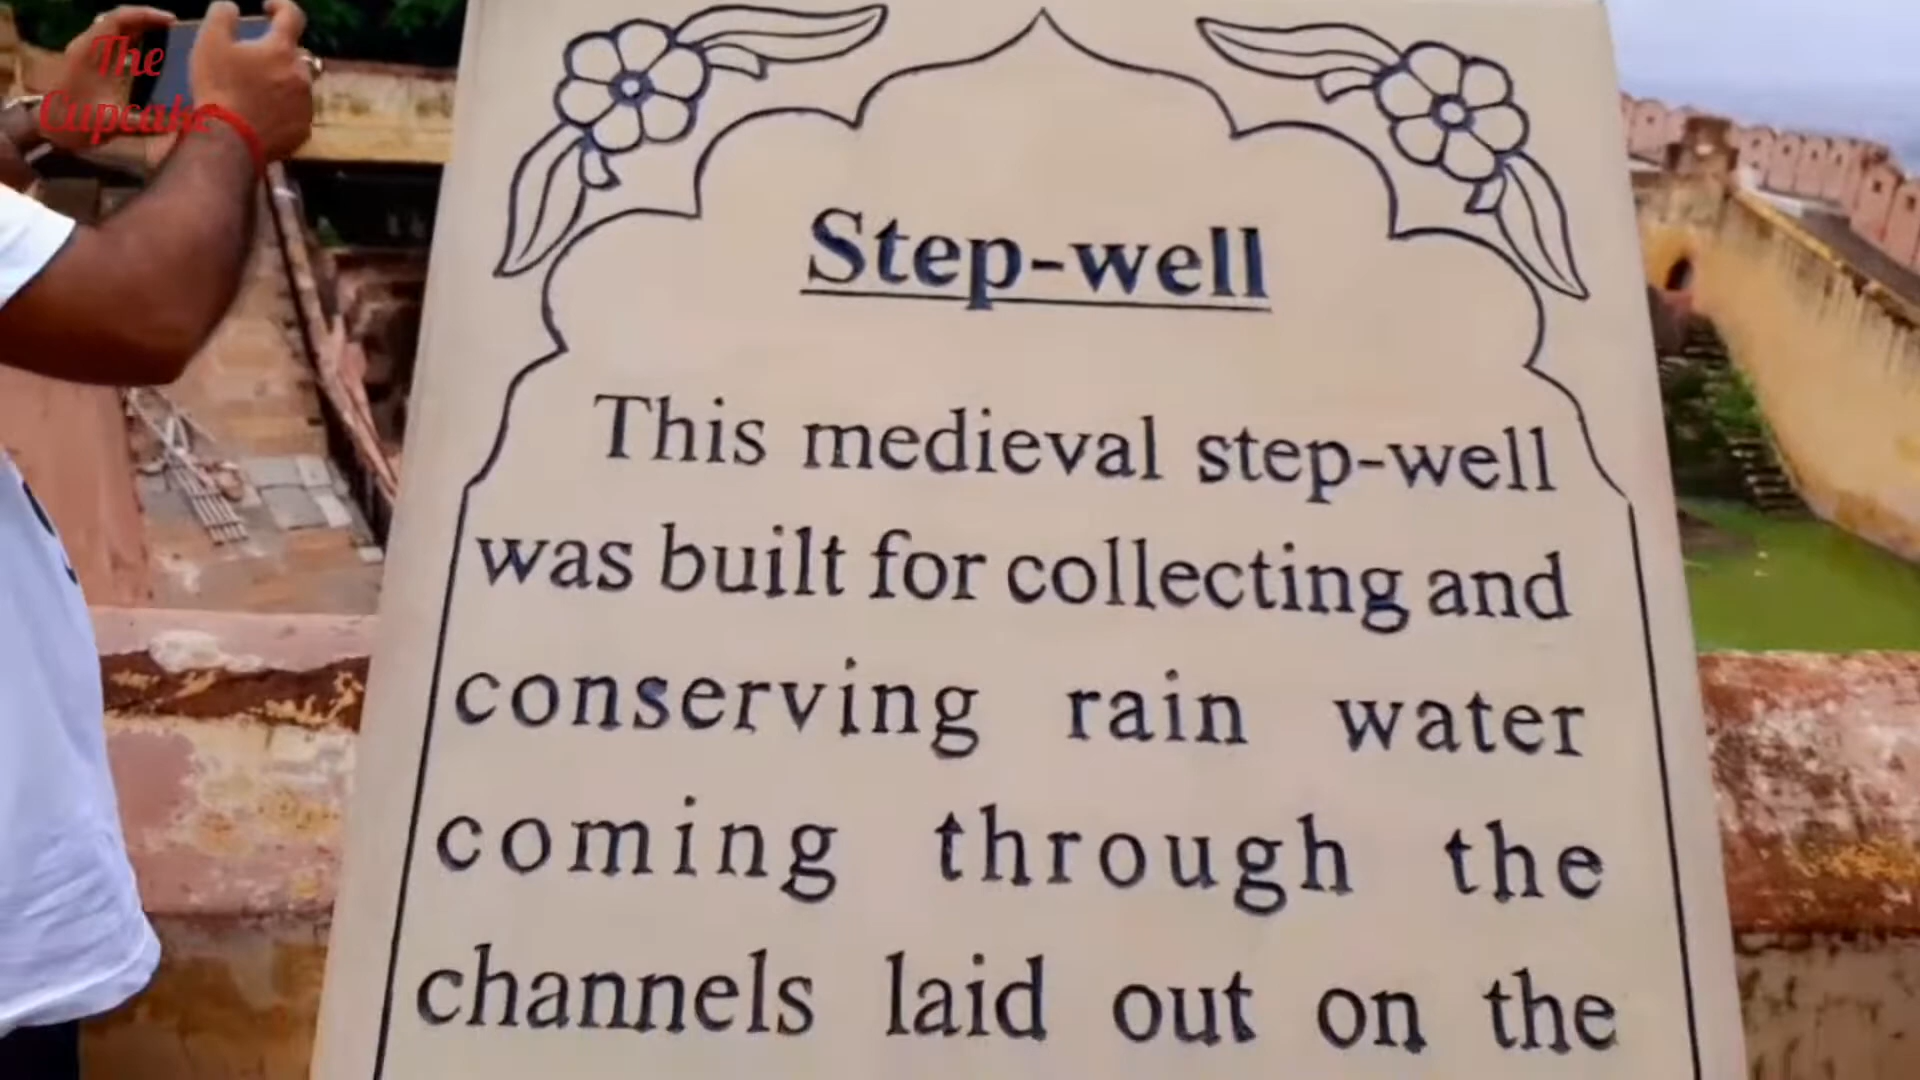 The
Cupcake
Step-well
This medieval step-well
was built for collecting and
conserving rain water
coming through the
channels laid out on the